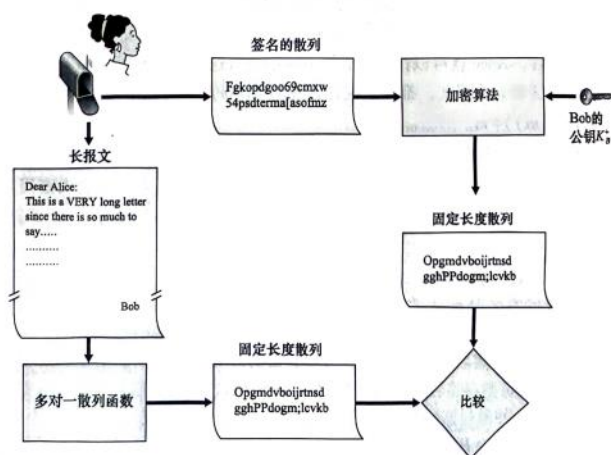 签名的散列
Fgkopdgoo69cmxw
54psdterma[asofmz
加密算法
Bob的
公钥K⁺B
长报文
Dear Alice:
This is a VERY long letter
since there is so much to
say.....
..........
..........
Bob
固定长度散列
Opgmdvboijrtnsd
gghPPdogm;lcvkb
多对一散列函数
固定长度散列
Opgmdvboijrtnsd
gghPPdogm;lcvkb
比较